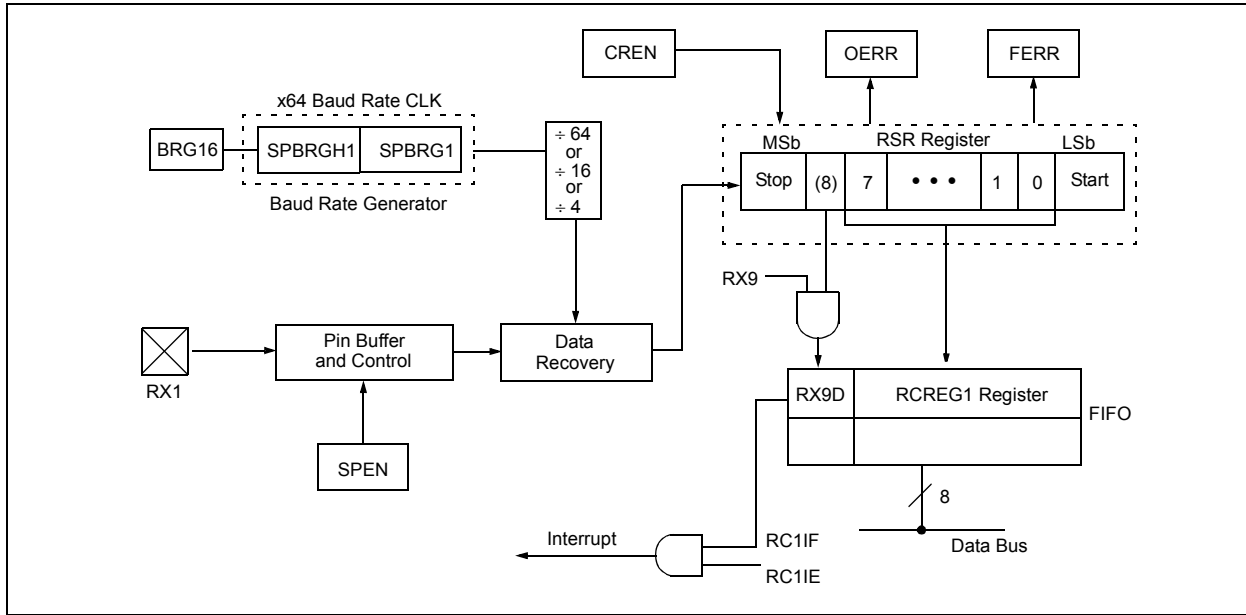 CREN
OERR
FERR
x64 Baud Rate CLK
BRG16
SPBRGH1
SPBRG1
Baud Rate Generator
÷ 64
or
÷ 16
or
÷ 4
MSb
RSR Register
LSb
Stop
(8)
7
• • •
1
0
Start
RX9
RX1
Pin Buffer
and Control
Data
Recovery
SPEN
RX9D
RCREG1 Register
FIFO
8
Data Bus
Interrupt
RC1IF
RC1IE